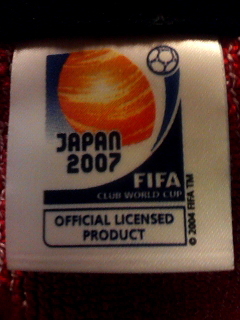 JAPAN
2007
FIFA
CLUB WORLD CUP
OFFICIAL LICENSED
PRODUCT
© 2004 FIFA TM